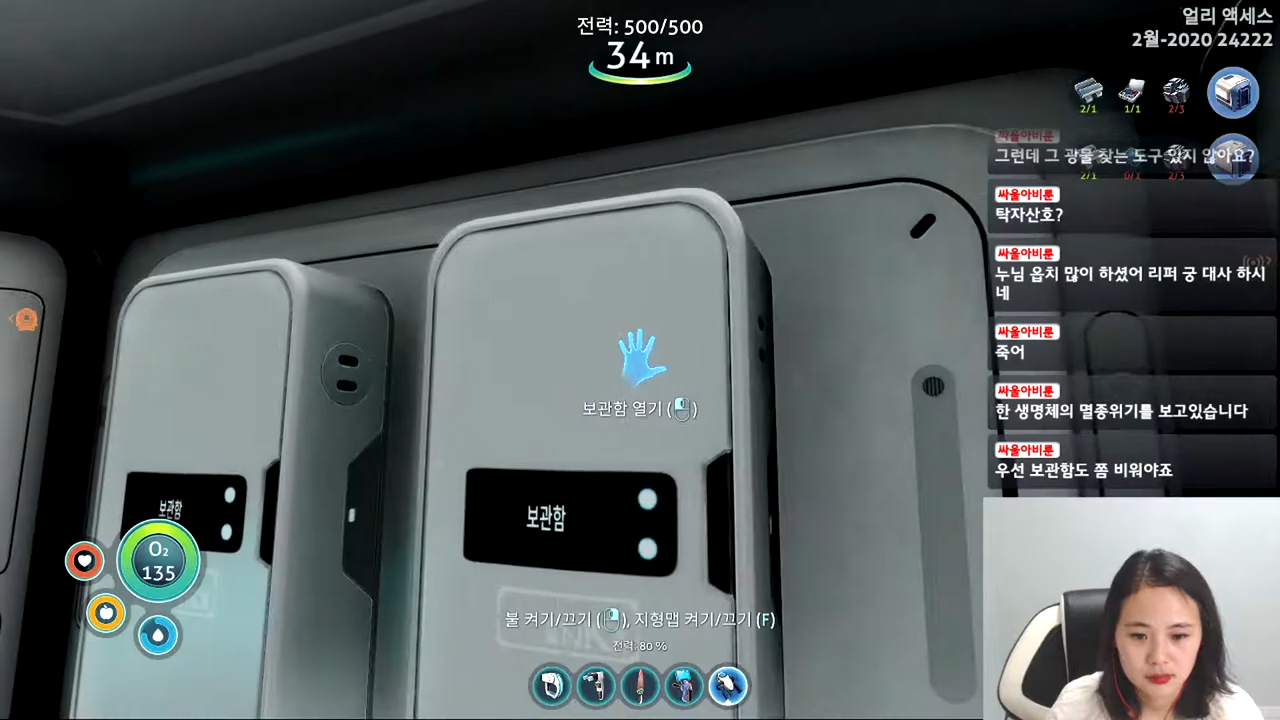 전력: 500/500
34 m
얼리 액세스
2월-2020 24222
2/1 1/1 2/3
싸울아비룬
그런데 그 광물 찾는 도구 있지 않아요?
2/1 0/1 2/3
싸울아비룬
탁자산호?
싸울아비룬
누님 욥치 많이 하셨어 리퍼 궁 대사 하시
네
싸울아비룬
죽어
싸울아비룬
한 생명체의 멸종위기를 보고있습니다
싸울아비룬
우선 보관함도 쫌 비워야죠
보관함 열기 ( )
보관함
보관함
O₂
135
불 켜기/끄기 ( ), 지형맵 켜기/끄기 (F)
전력: 80 %